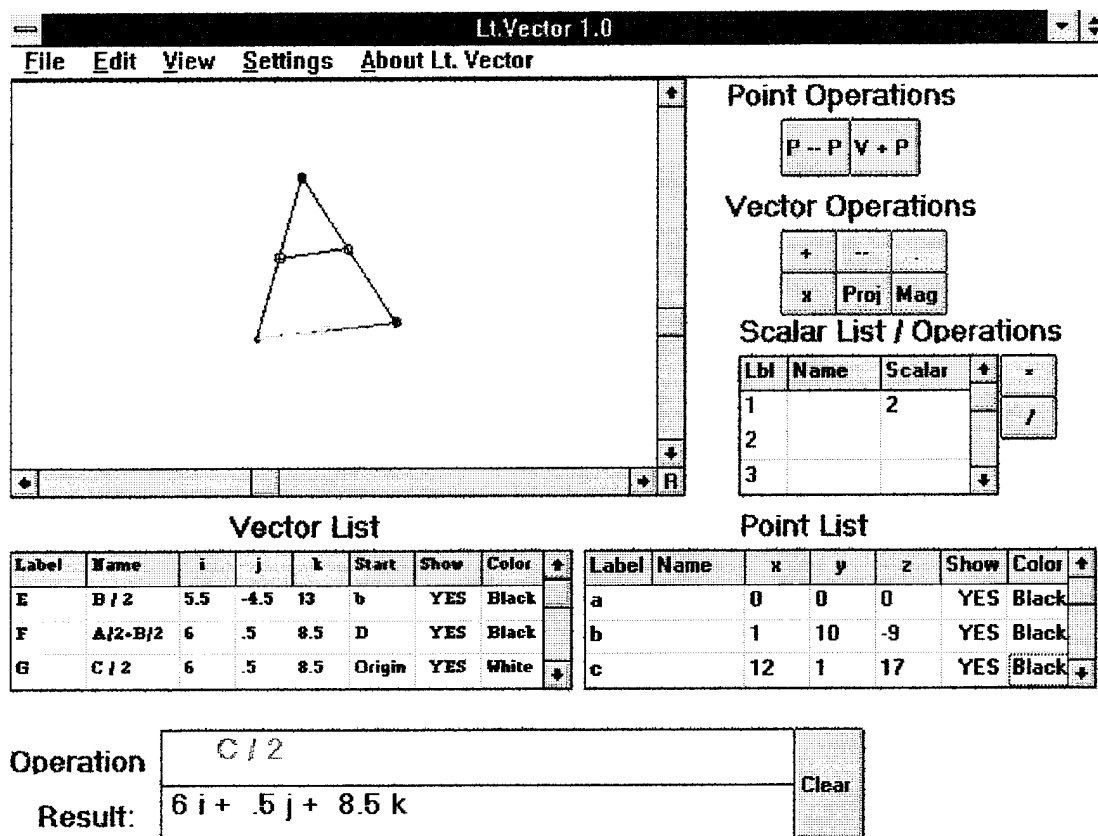 Lt.Vector 1.0
File Edit View Settings About Lt. Vector
Point Operations
P -- P V + P
Vector Operations
+ -- .
x Proj Mag
Scalar List / Operations
Lbl Name Scalar
1 2
2
3
/
R
Vector List
Label Name i j k Start Show Color
E B / 2 5.5 -4.5 13 b YES Black
F A/2+B/2 6 .5 8.5 D YES Black
G C / 2 6 .5 8.5 Origin YES White
Point List
Label Name x y z Show Color
a 0 0 0 YES Black
b 1 10 -9 YES Black
c 12 1 17 YES Black
Operation C / 2
Clear
Result: 6 i + .5 j + 8.5 k